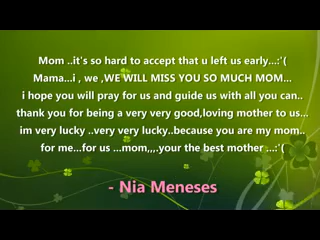 Mom ..it's so hard to accept that u left us early...:'(
Mama...i , we ,WE WILL MISS YOU SO MUCH MOM...
i hope you will pray for us and guide us with all you can..
thank you for being a very very good,loving mother to us...
im very lucky ..very very lucky..because you are my mom..
for me...for us ...mom,,,.your the best mother ...:'(
- Nia Meneses